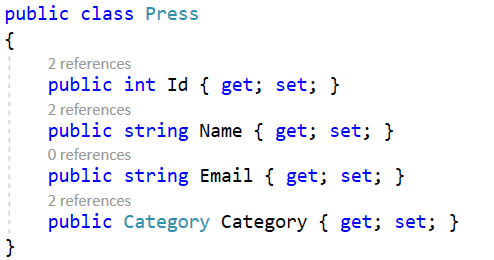 public class Press
{
2 references
public int Id { get; set; }
2 references
public string Name { get; set; }
0 references
public string Email { get; set; }
2 references
public Category Category { get; set; }
}